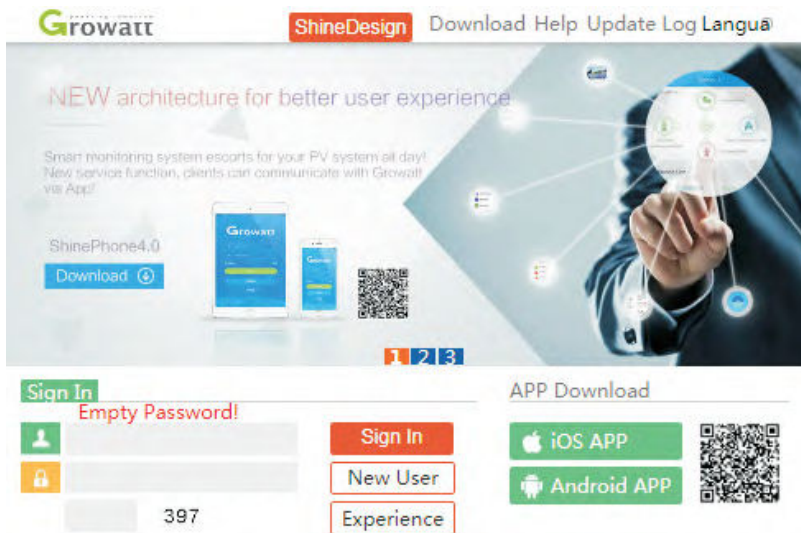 Growatt
ShineDesign Download Help Update Log Langua
NEW architecture for better user experience
Smart monitoring system escorts for your PV system all day!
New service function, clients can communicate with Growatt
via App!
ShinePhone4.0
Download
Growatt
Growatt
1 2 3
Sign In
Empty Password!
Sign In
New User
397
Experience
APP Download
iOS APP
Android APP